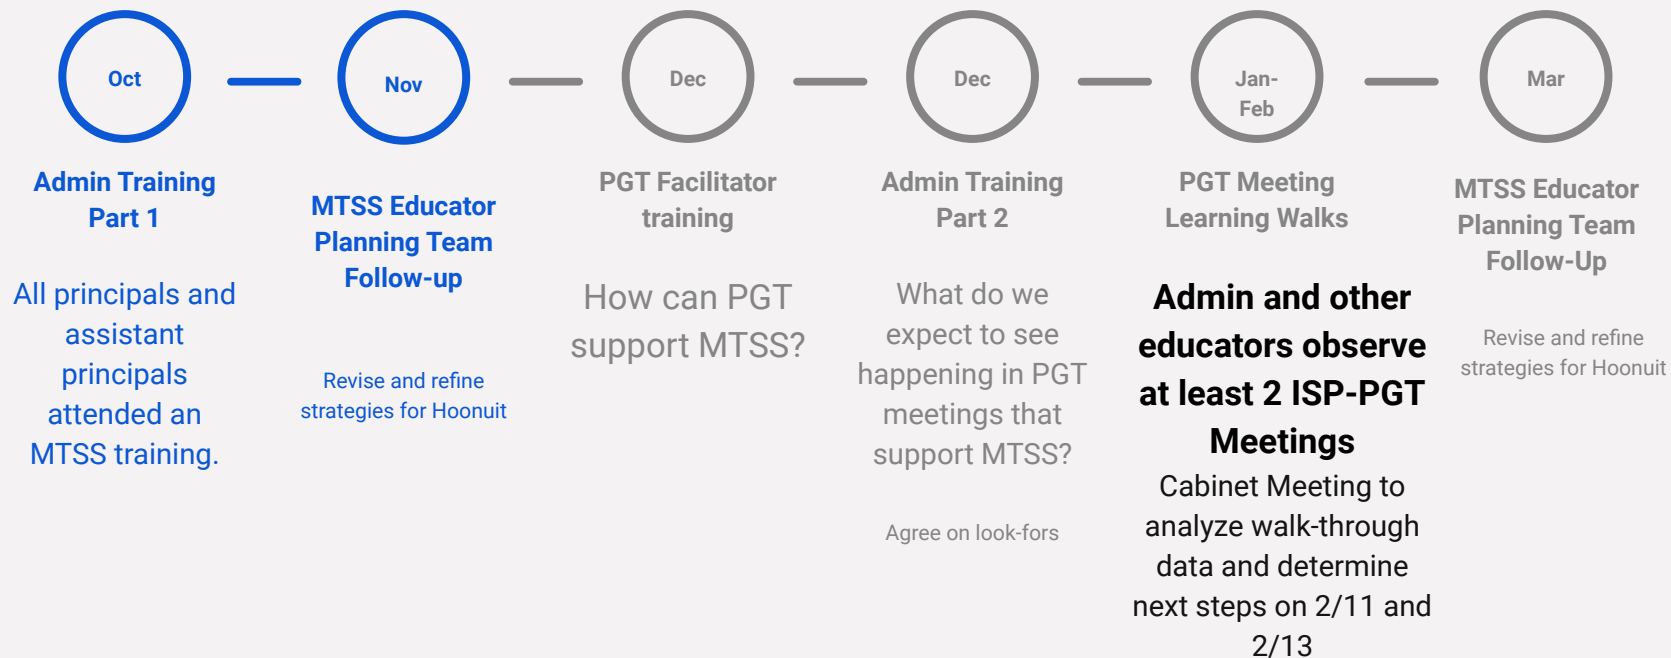 Oct
Admin Training
Part 1
All principals and
assistant
principals
attended an
MTSS training.
Nov
MTSS Educator
Planning Team
Follow-up
Revise and refine
strategies for Hoonuit
Dec
PGT Facilitator
training
How can PGT
support MTSS?
Dec
Admin Training
Part 2
What do we
expect to see
happening in PGT
meetings that
support MTSS?
Agree on look-fors
Jan-
Feb
PGT Meeting
Learning Walks
Admin and other
educators observe
at least 2 ISP-PGT
Meetings
Cabinet Meeting to
analyze walk-through
data and determine
next steps on 2/11 and
2/13
Mar
MTSS Educator
Planning Team
Follow-Up
Revise and refine
strategies for Hoonuit